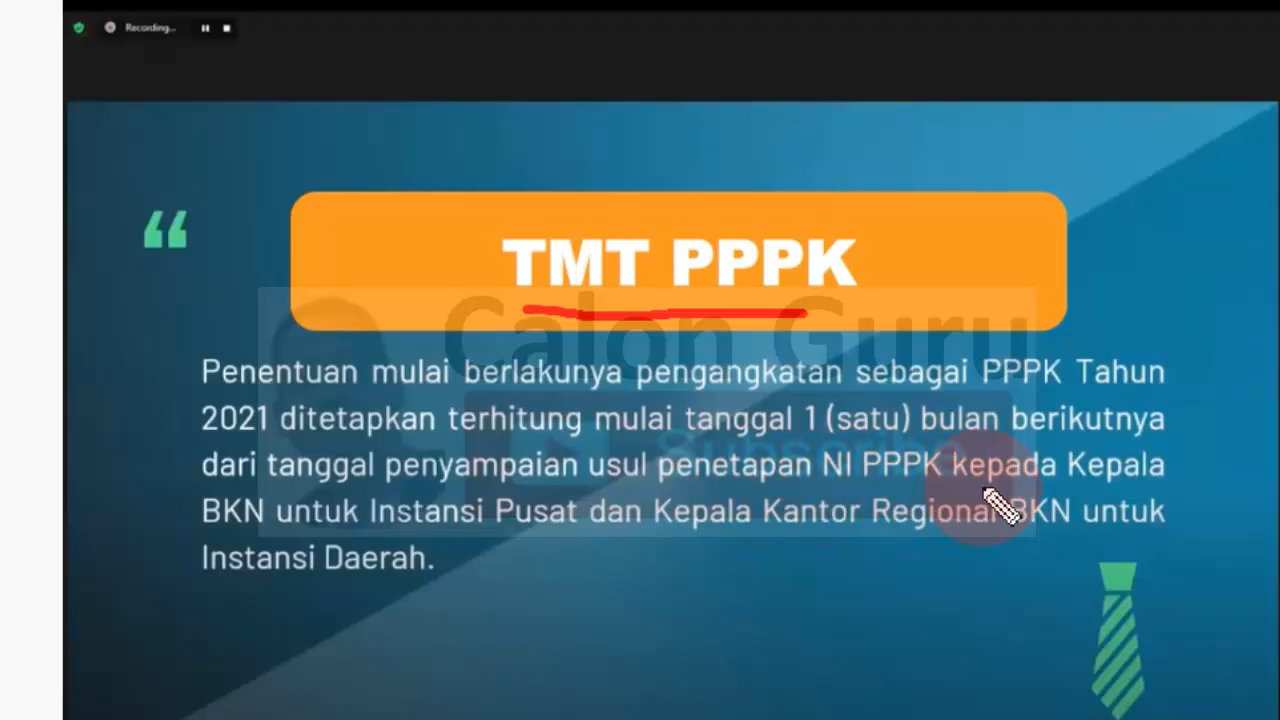 Recording...
TMT PPPK
Calon Guru
Penentuan mulai berlakunya pengangkatan sebagai PPPK Tahun
2021 ditetapkan terhitung mulai tanggal 1 (satu) bulan berikutnya
dari tanggal penyampaian usul penetapan NI PPPK kepada Kepala
Subscribe
BKN untuk Instansi Pusat dan Kepala Kantor Regional BKN untuk
Instansi Daerah.